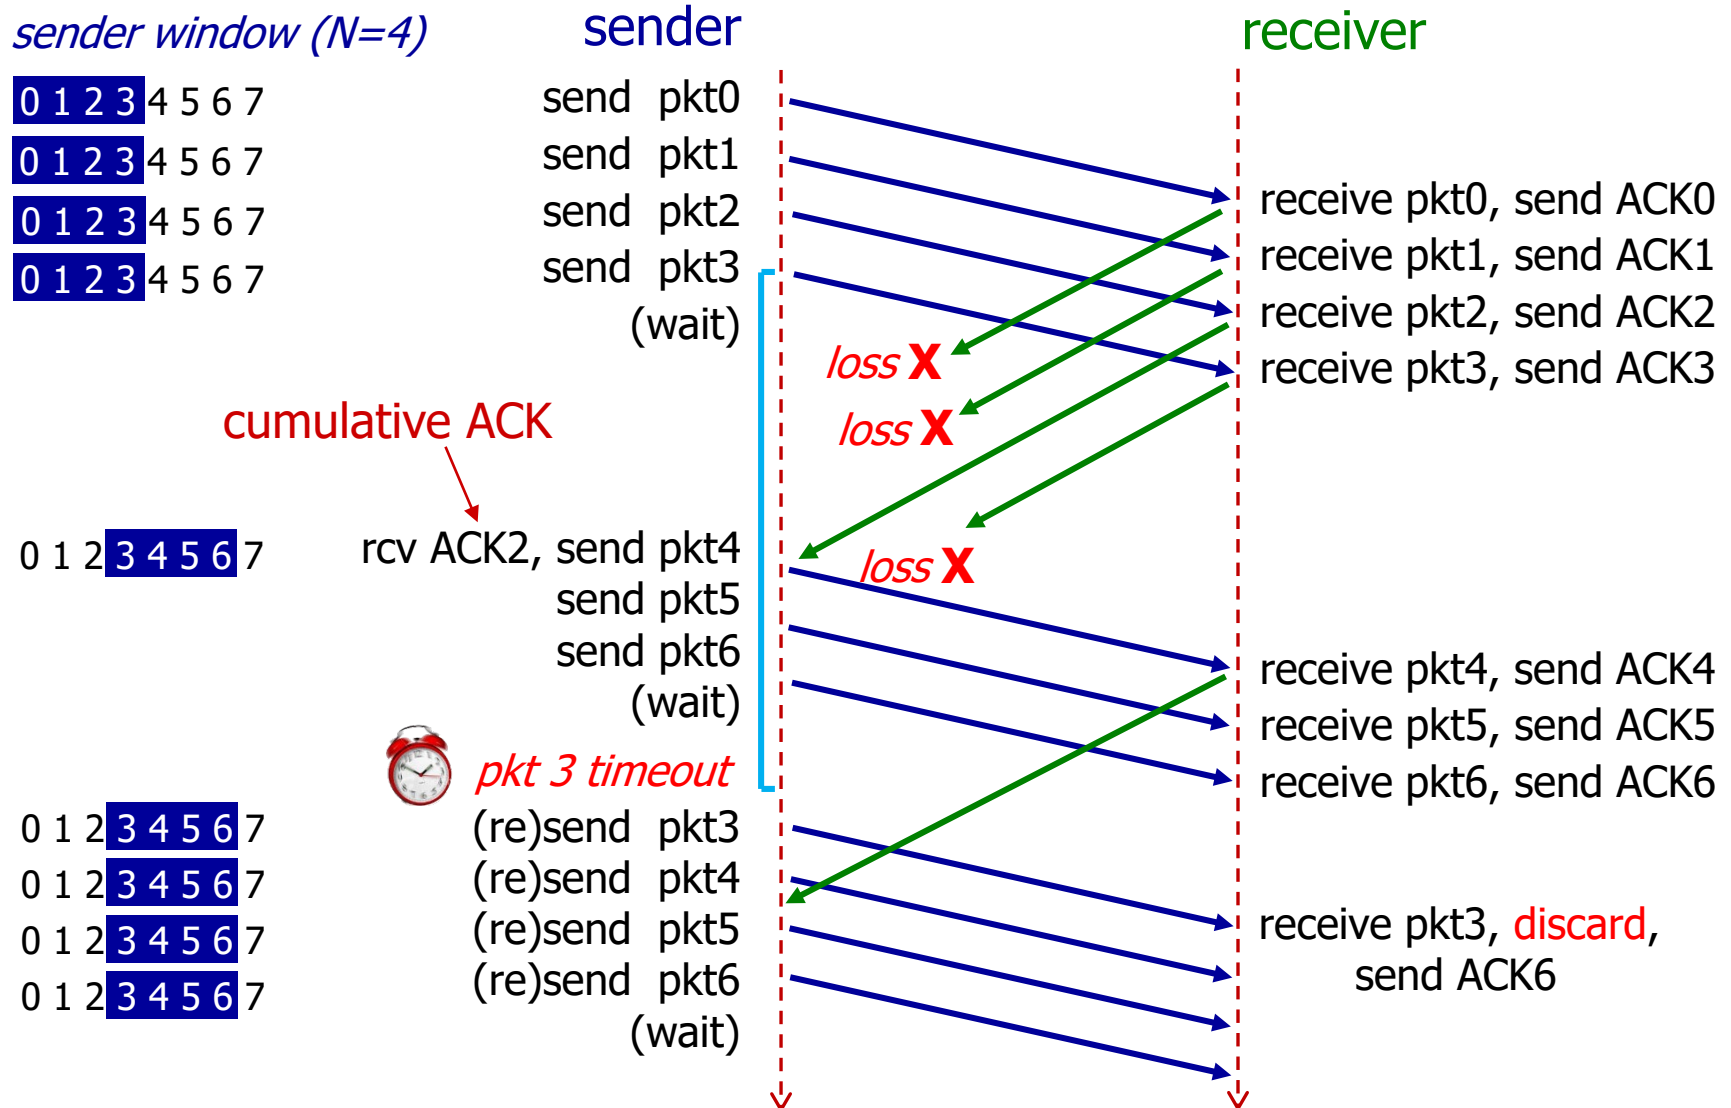 sender window (N=4) sender receiver
0 1 2 3 4 5 6 7 send pkt0
0 1 2 3 4 5 6 7 send pkt1
receive pkt0, send ACK0
0 1 2 3 4 5 6 7 send pkt2
receive pkt1, send ACK1
0 1 2 3 4 5 6 7 send pkt3
receive pkt2, send ACK2
(wait)
loss X
receive pkt3, send ACK3
cumulative ACK
loss X
0 1 2 3 4 5 6 7 rcv ACK2, send pkt4
loss X
send pkt5
send pkt6
receive pkt4, send ACK4
(wait)
receive pkt5, send ACK5
pkt 3 timeout
receive pkt6, send ACK6
0 1 2 3 4 5 6 7 (re)send pkt3
0 1 2 3 4 5 6 7 (re)send pkt4
0 1 2 3 4 5 6 7 (re)send pkt5
receive pkt3, discard,
send ACK6
0 1 2 3 4 5 6 7 (re)send pkt6
(wait)